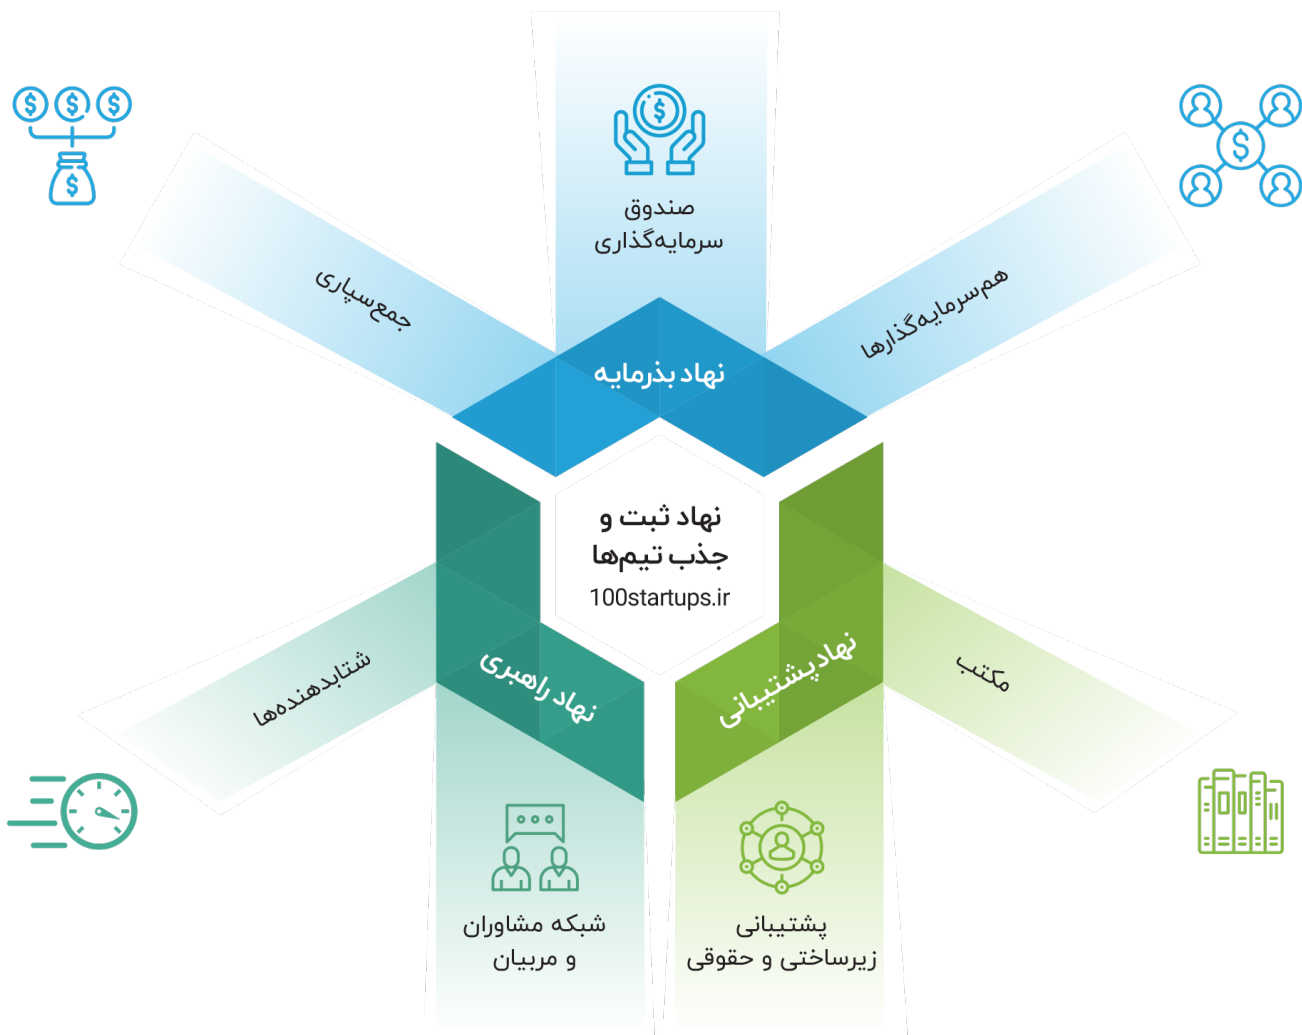 صندوق
سرمایه‌گذاری
جمع‌سپاری
هم‌سرمایه‌گذارها
نهاد بذرمایه
نهاد ثبت و
جذب تیم‌ها
100startups.ir
نهاد پشتیبانی
نهاد راهبری
مکتب
شتابدهنده‌ها
پشتیبانی
زیرساختی و حقوقی
شبکه مشاوران
و مربیان